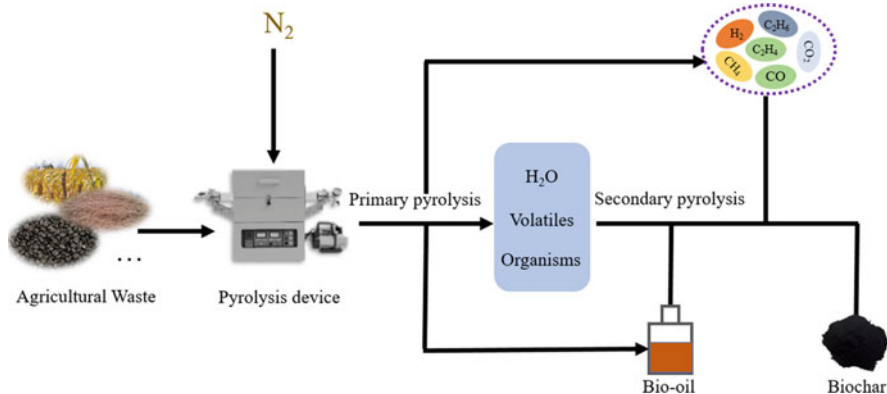 N₂
H₂
C₂H₆
C₂H₄
CO₂
CH₄
CO
H₂O
Primary pyrolysis
Secondary pyrolysis
Volatiles
Organisms
...
Agricultural Waste
Pyrolysis device
Bio-oil
Biochar